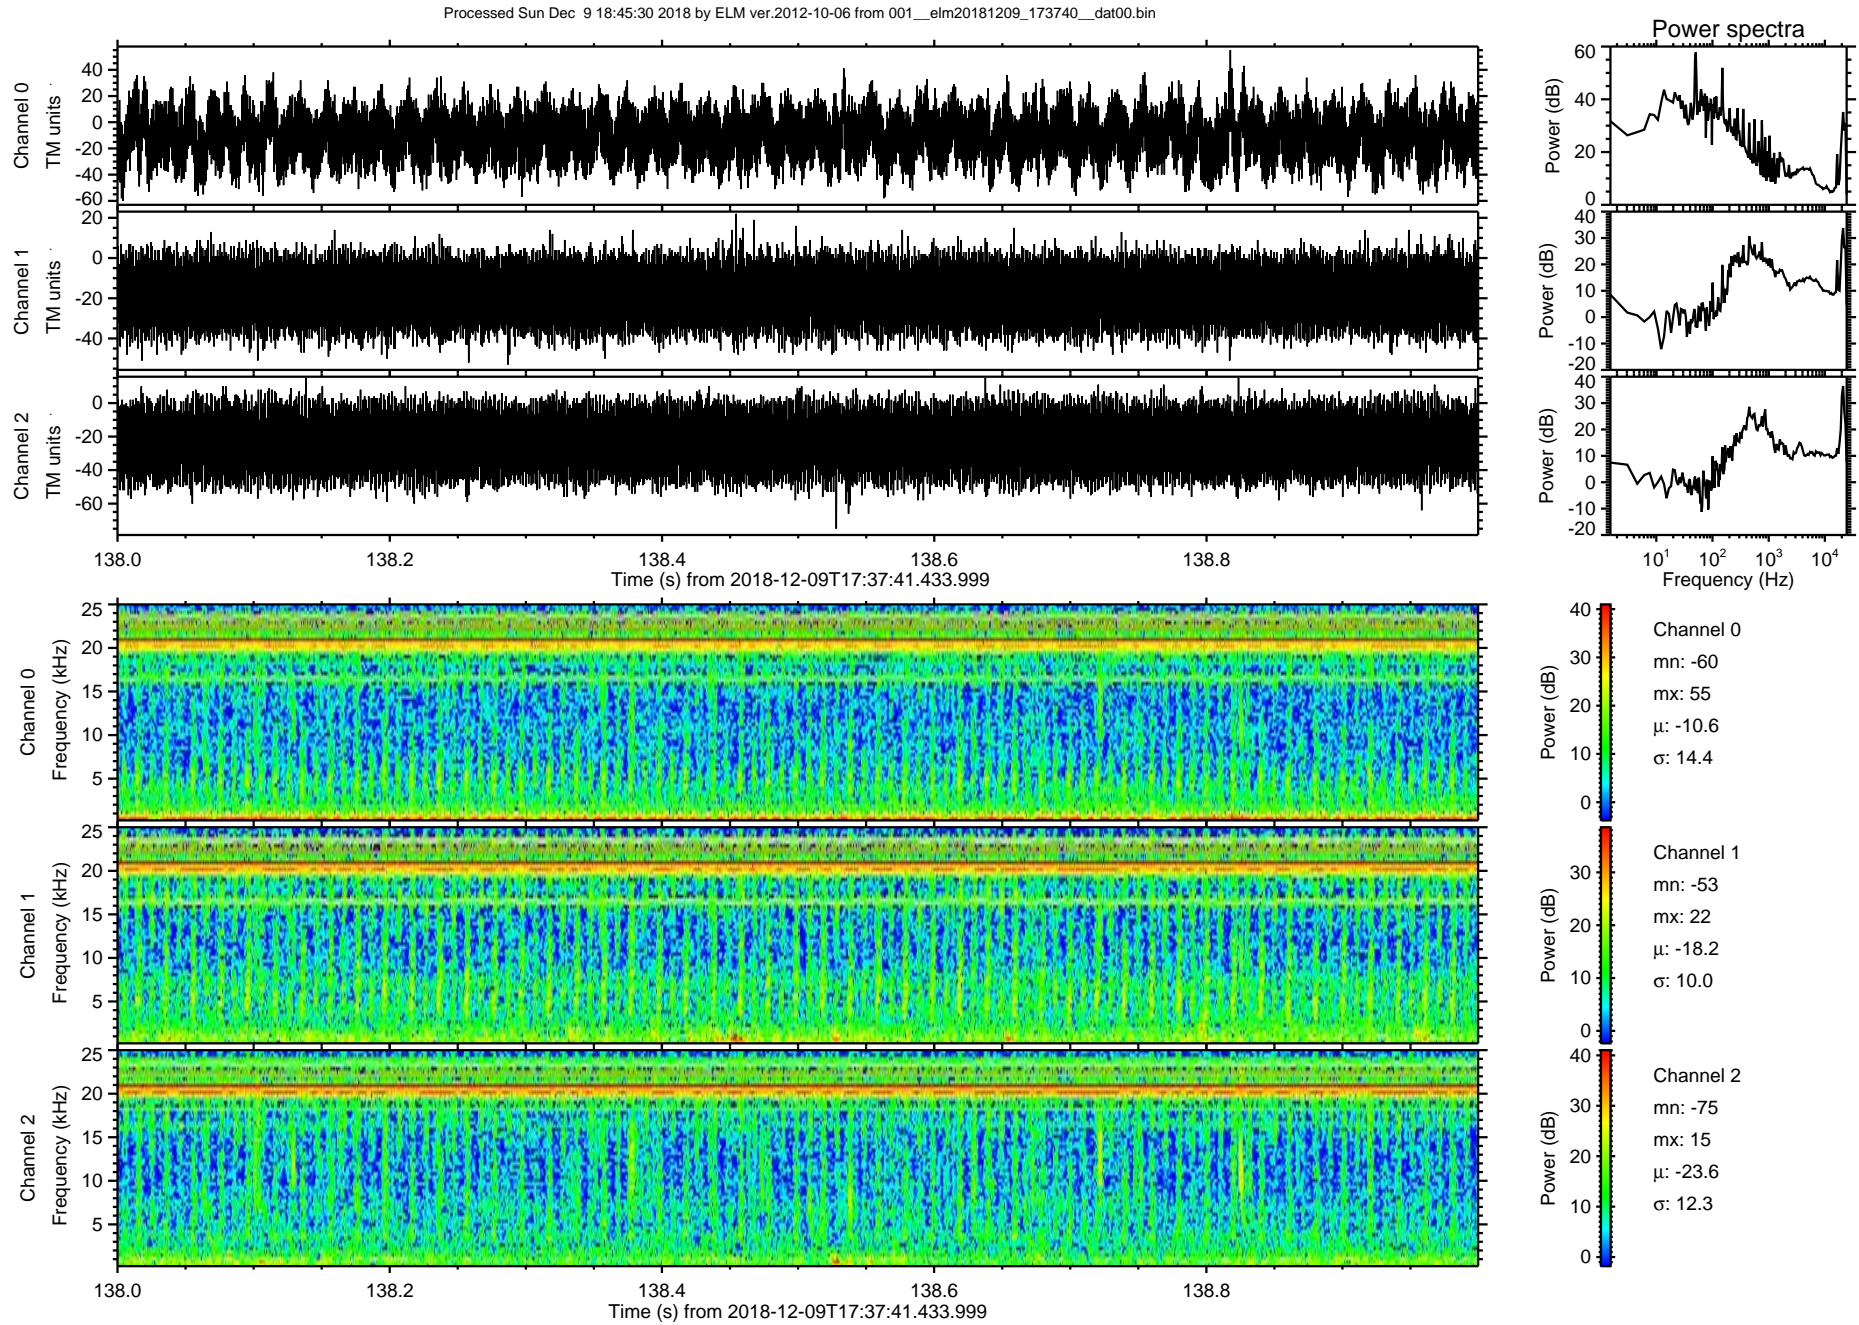 Processed Sun Dec  9 18:45:30 2018 by ELM ver.2012-10-06 from 001__elm20181209_173740__dat00.bin
Power spectra
Channel 0
TM units
40
20
0
-20
-40
-60
Power (dB)
60
40
20
0
Channel 1
TM units
20
0
-20
-40
Power (dB)
40
30
20
10
0
-10
-20
Channel 2
TM units
0
-20
-40
-60
Power (dB)
40
30
20
10
0
-10
-20
138.0 138.2 138.4 138.6 138.8
Time (s) from 2018-12-09T17:37:41.433.999
10^1 10^2 10^3 10^4
Frequency (Hz)
Channel 0
Frequency (kHz)
25
20
15
10
5
Power (dB)
40
30
20
10
0
Channel 0
mn: -60
mx: 55
μ: -10.6
σ: 14.4
Channel 1
Frequency (kHz)
25
20
15
10
5
Power (dB)
30
20
10
0
Channel 1
mn: -53
mx: 22
μ: -18.2
σ: 10.0
Channel 2
Frequency (kHz)
25
20
15
10
5
Power (dB)
40
30
20
10
0
Channel 2
mn: -75
mx: 15
μ: -23.6
σ: 12.3
138.0 138.2 138.4 138.6 138.8
Time (s) from 2018-12-09T17:37:41.433.999